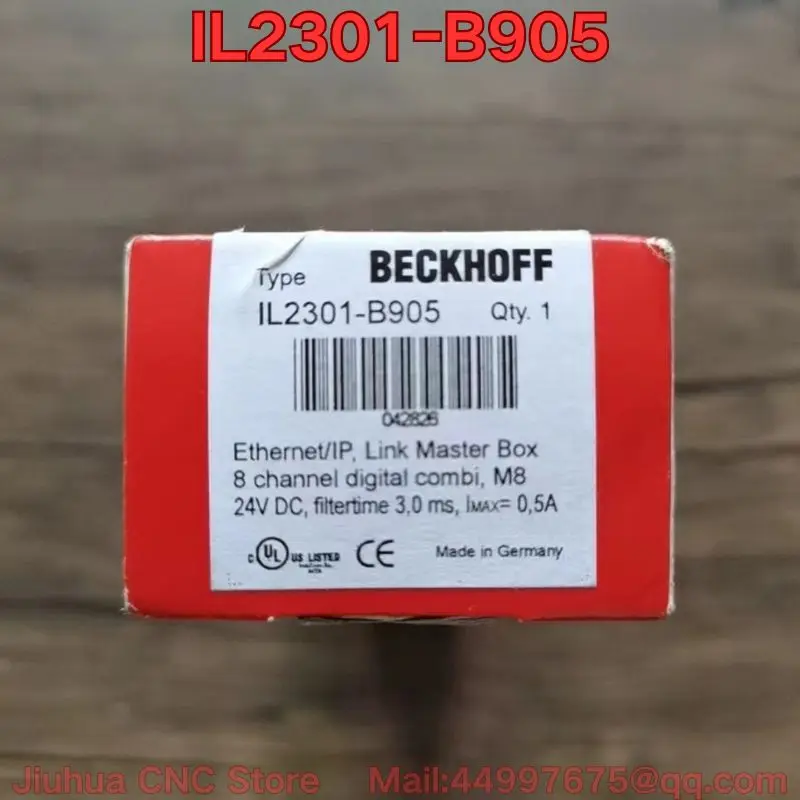 IL2301-B905
Type BECKHOFF
IL2301-B905 Qty. 1
042826
Ethernet/IP, Link Master Box
8 channel digital combi, M8
24V DC, filtertime 3,0 ms, IMAX= 0,5A
C UL US LISTED CE Made in Germany
Jiuhua CNC Store Mail:44997675@qq.com